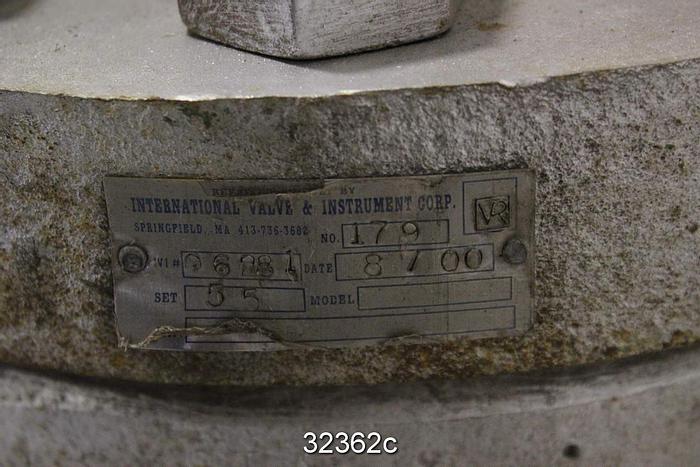 BY
INTERNATIONAL VALVE & INSTRUMENT CORP.
SPRINGFIELD, MA 413-736-3682 NO. 179 VR
DATE 8/00
SET 55 MODEL
32362c